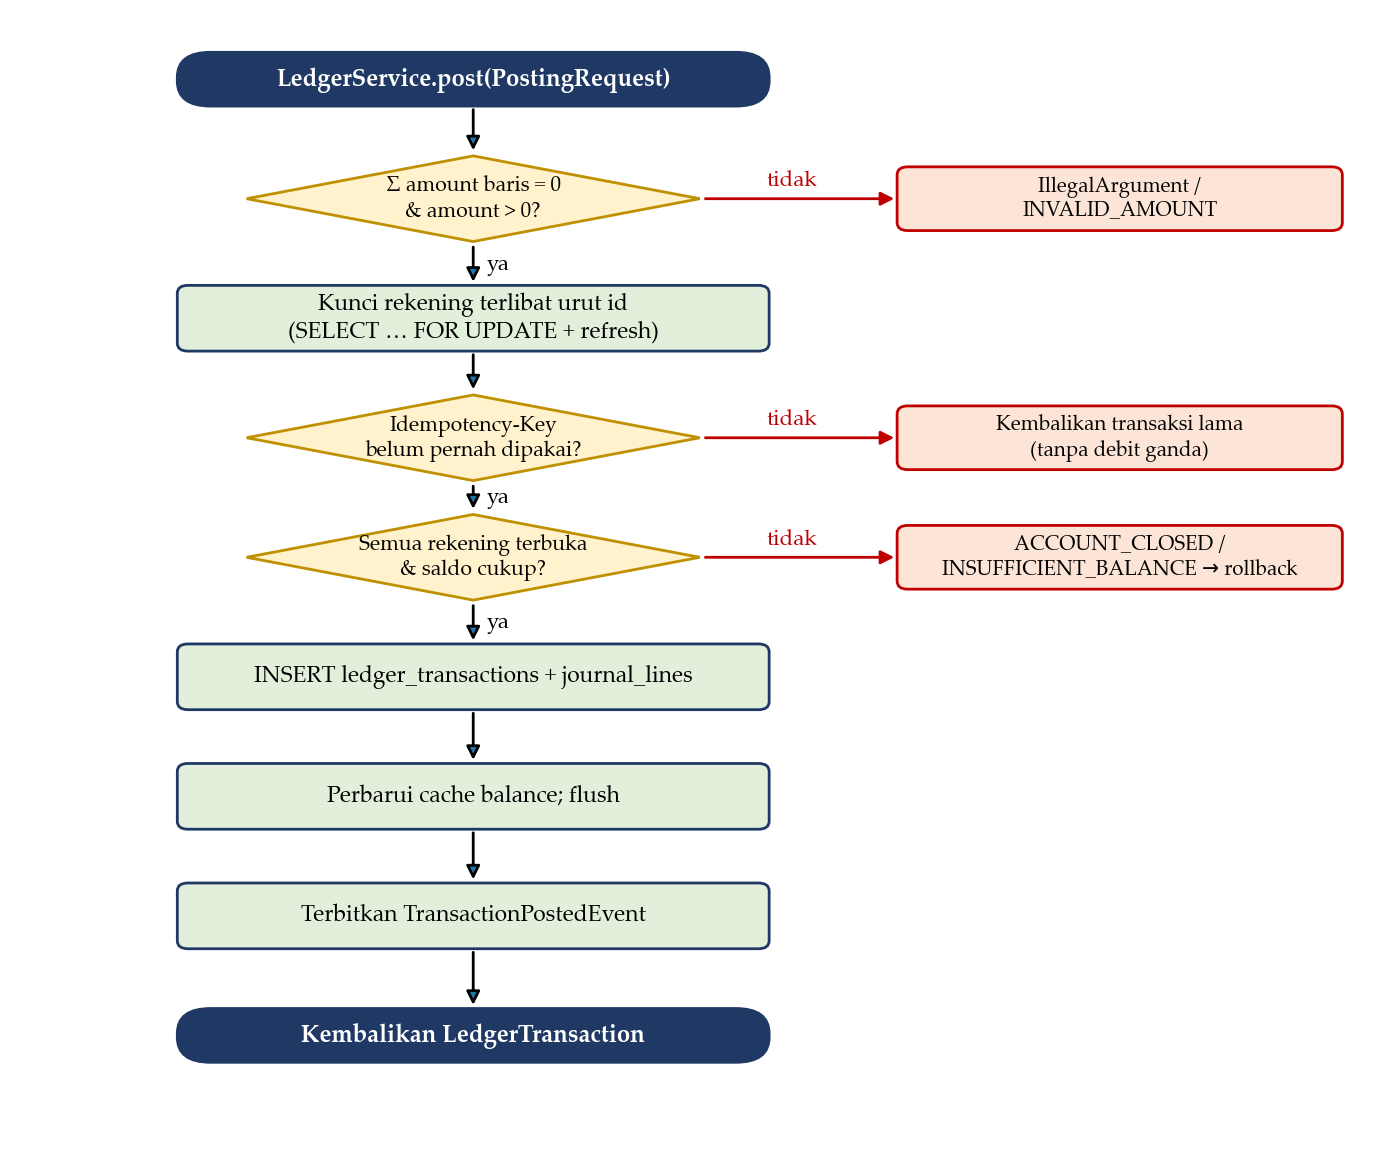 LedgerService.post(PostingRequest)
Σ amount baris = 0
& amount > 0?
tidak
IllegalArgument /
INVALID_AMOUNT
ya
Kunci rekening terlibat urut id
(SELECT … FOR UPDATE + refresh)
Idempotency-Key
belum pernah dipakai?
tidak
Kembalikan transaksi lama
(tanpa debit ganda)
ya
Semua rekening terbuka
& saldo cukup?
tidak
ACCOUNT_CLOSED /
INSUFFICIENT_BALANCE → rollback
ya
INSERT ledger_transactions + journal_lines
Perbarui cache balance; flush
Terbitkan TransactionPostedEvent
Kembalikan LedgerTransaction